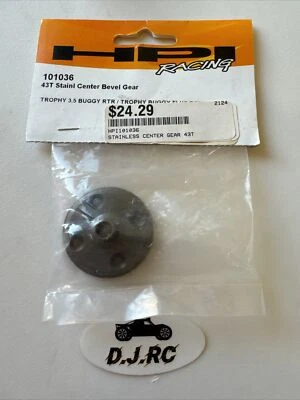 HPI
RACING
101036
43T Stainl Center Bevel Gear
TROPHY 3.5 BUGGY RTR / TROPHY BUGGY 2124
$24.29
HPI101036
STAINLESS CENTER GEAR 43T
D.J.RC